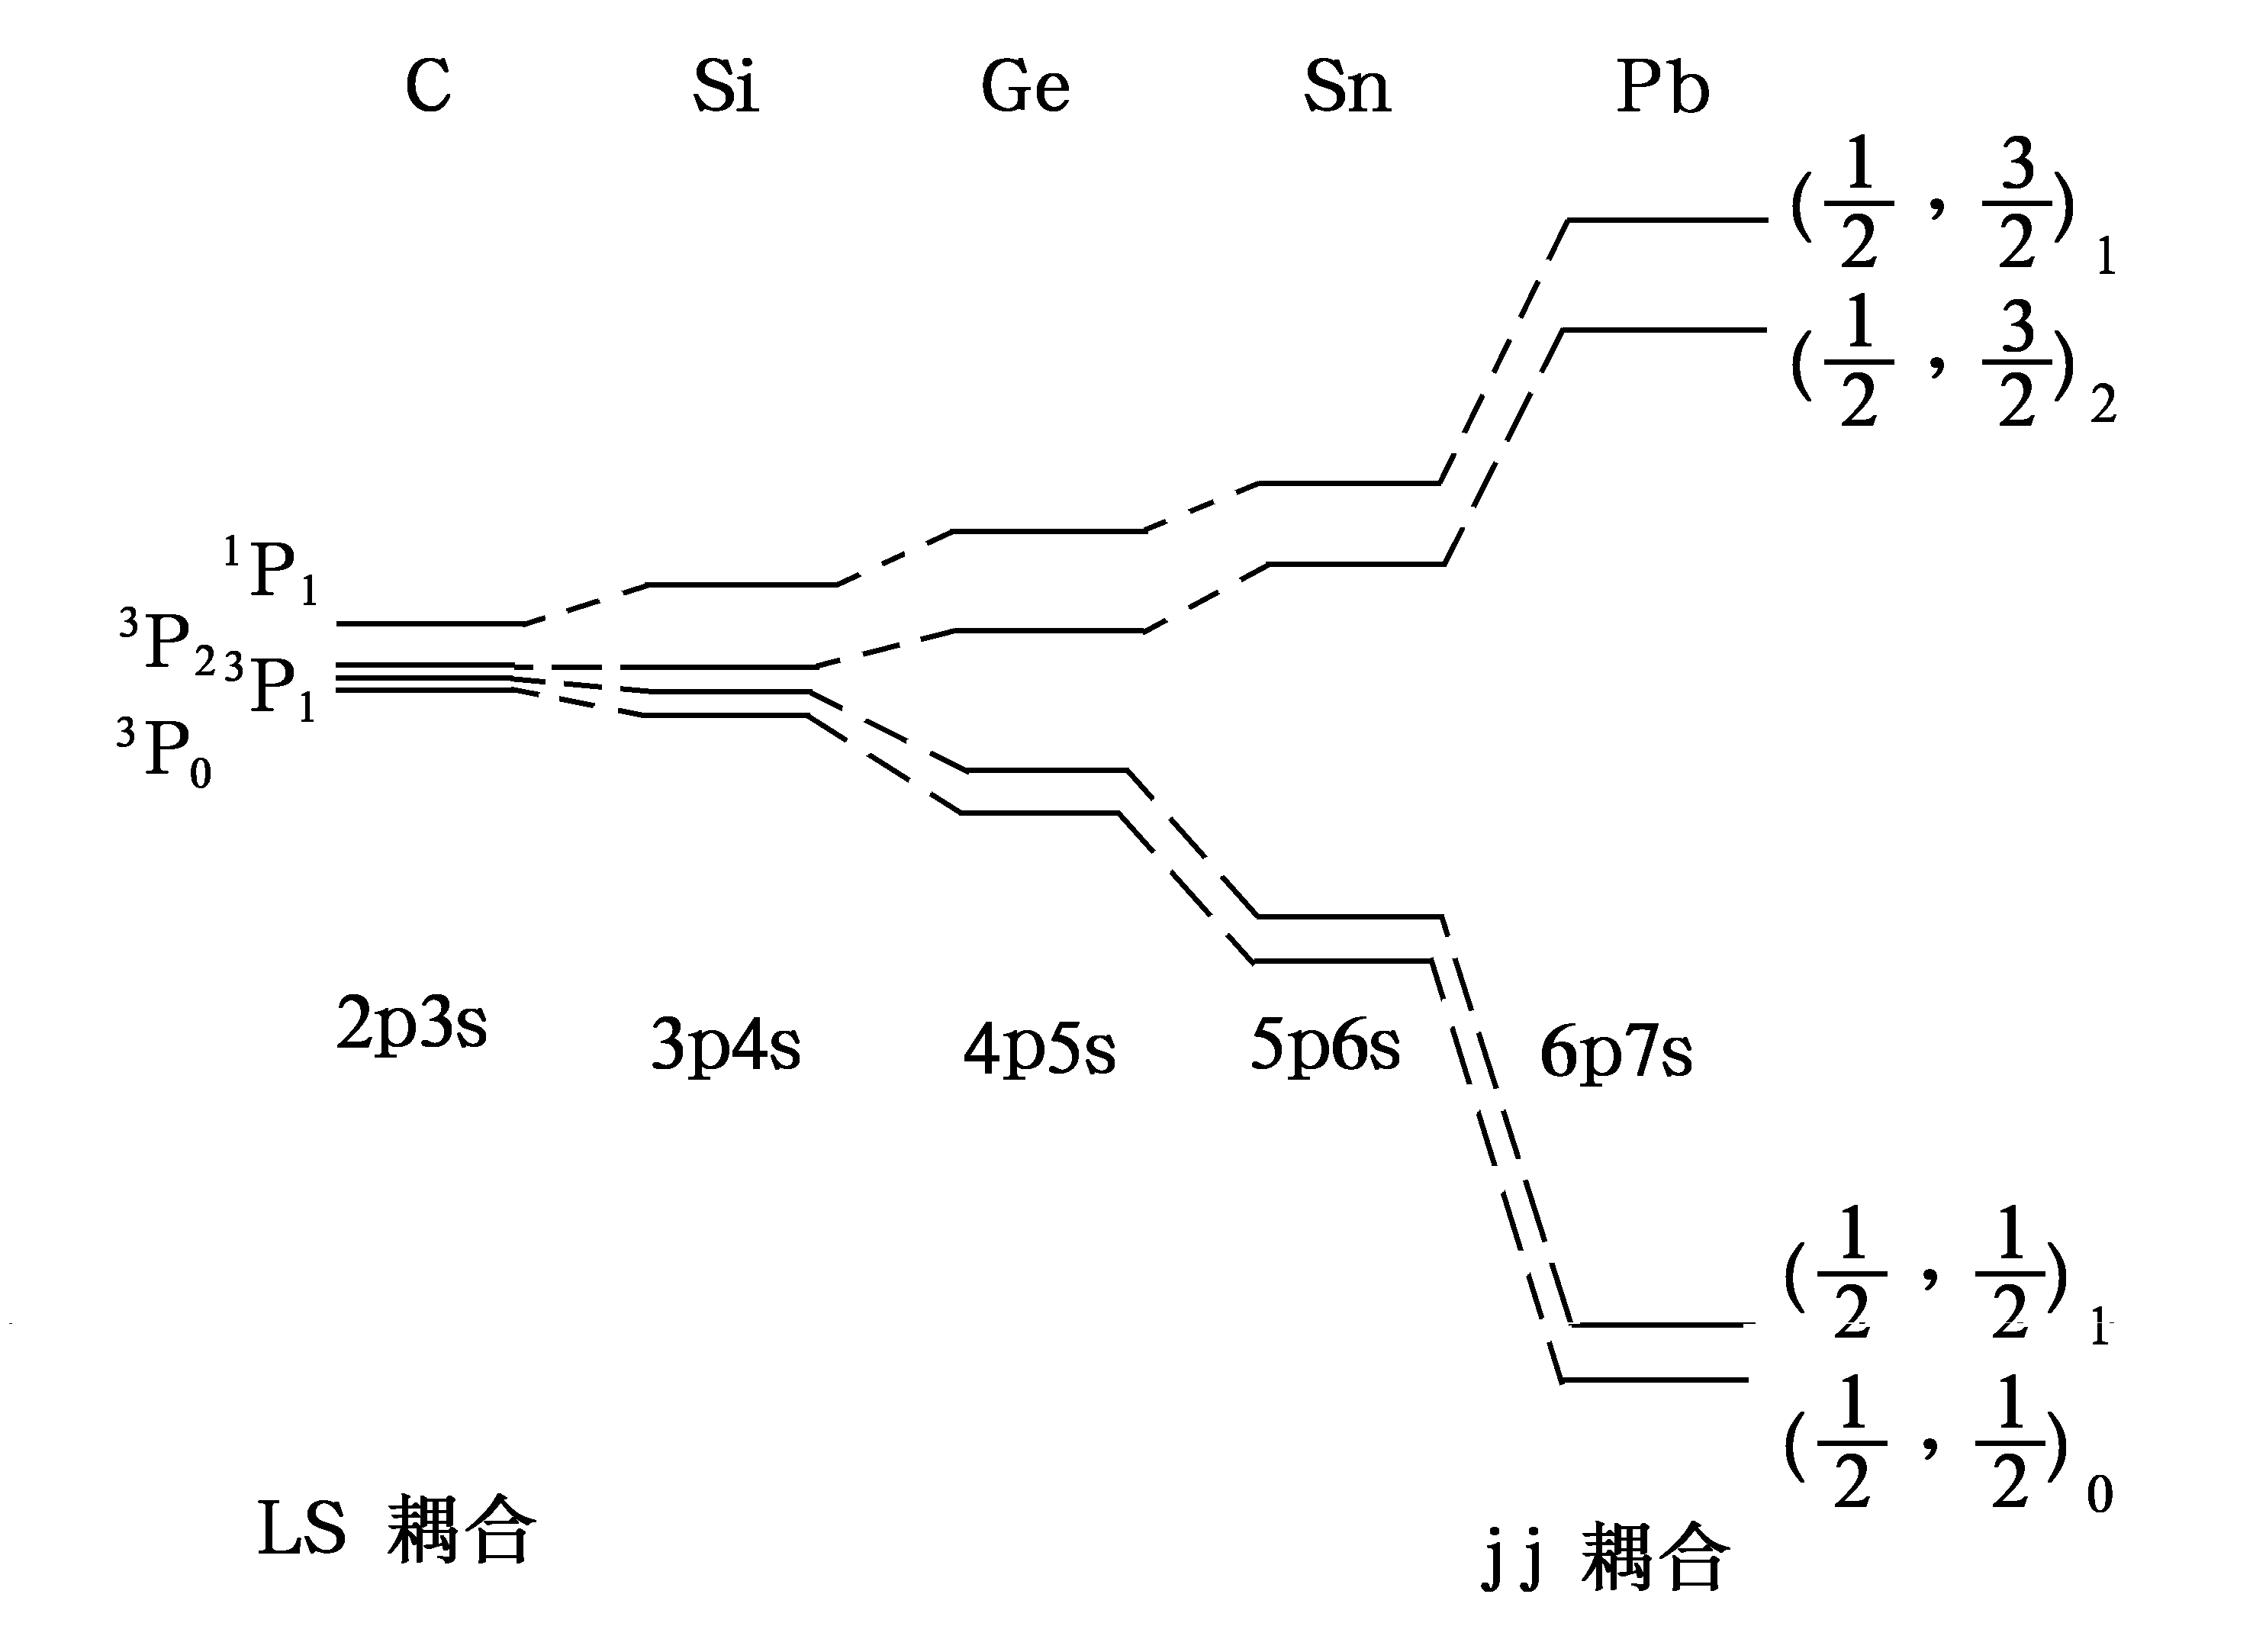 C Si Ge Sn Pb
(1/2, 3/2)₁
(1/2, 3/2)₂
¹P₁
³P₂ ³P₁
³P₀
2p3s 3p4s 4p5s 5p6s 6p7s
(1/2, 1/2)₁
(1/2, 1/2)₀
LS 耦合
jj 耦合